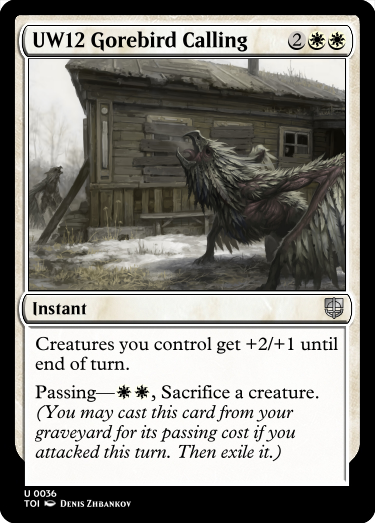 UW12 Gorebird Calling 2
Instant
Creatures you control get +2/+1 until
end of turn.
Passing—, Sacrifice a creature.
(You may cast this card from your
graveyard for its passing cost if you
attacked this turn. Then exile it.)
U 0036
TOI Denis Zhbankov